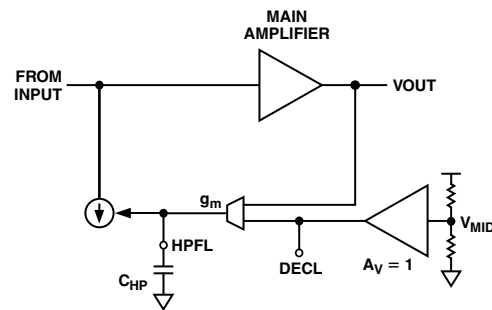 MAIN
AMPLIFIER
FROM
INPUT
VOUT
gm
VMID
HPFL
DECL
CHP
AV = 1